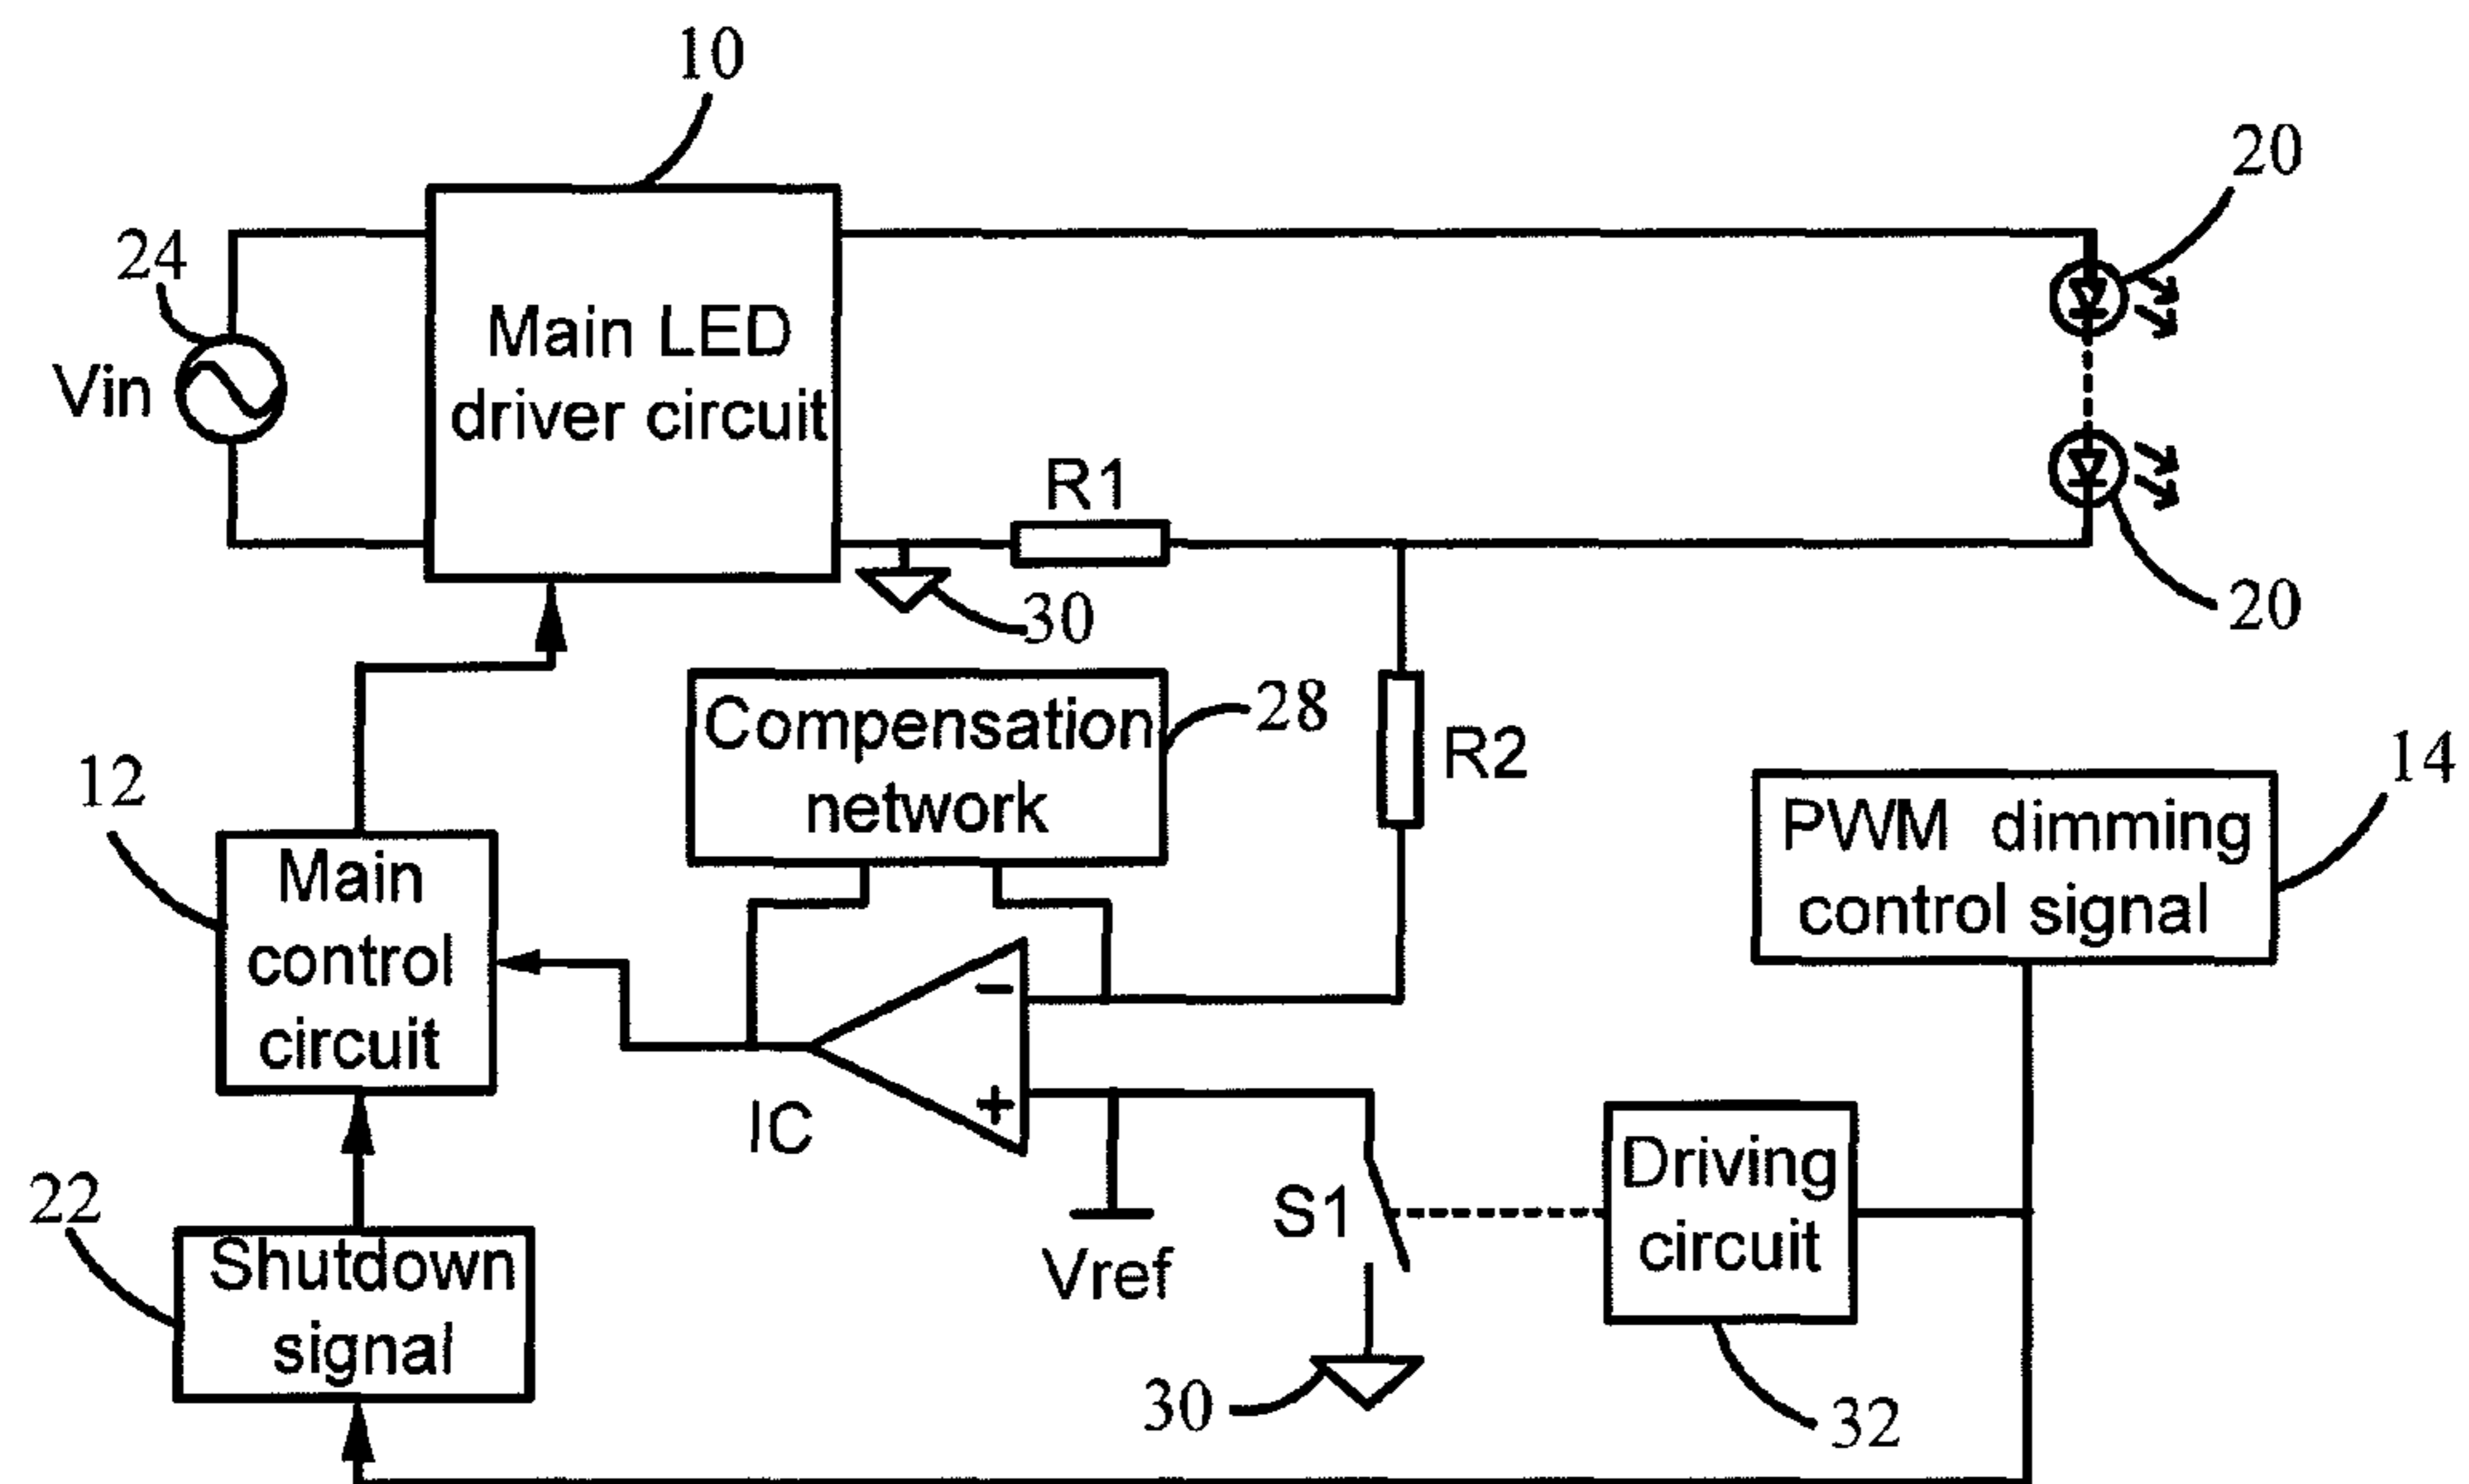 10
20
24
Vin
Main LED
driver circuit
R1
30
20
Compensation
network
28
R2
14
PWM dimming
control signal
12
Main
control
circuit
-
+
IC
Vref
S1
Driving
circuit
22
Shutdown
signal
30
32